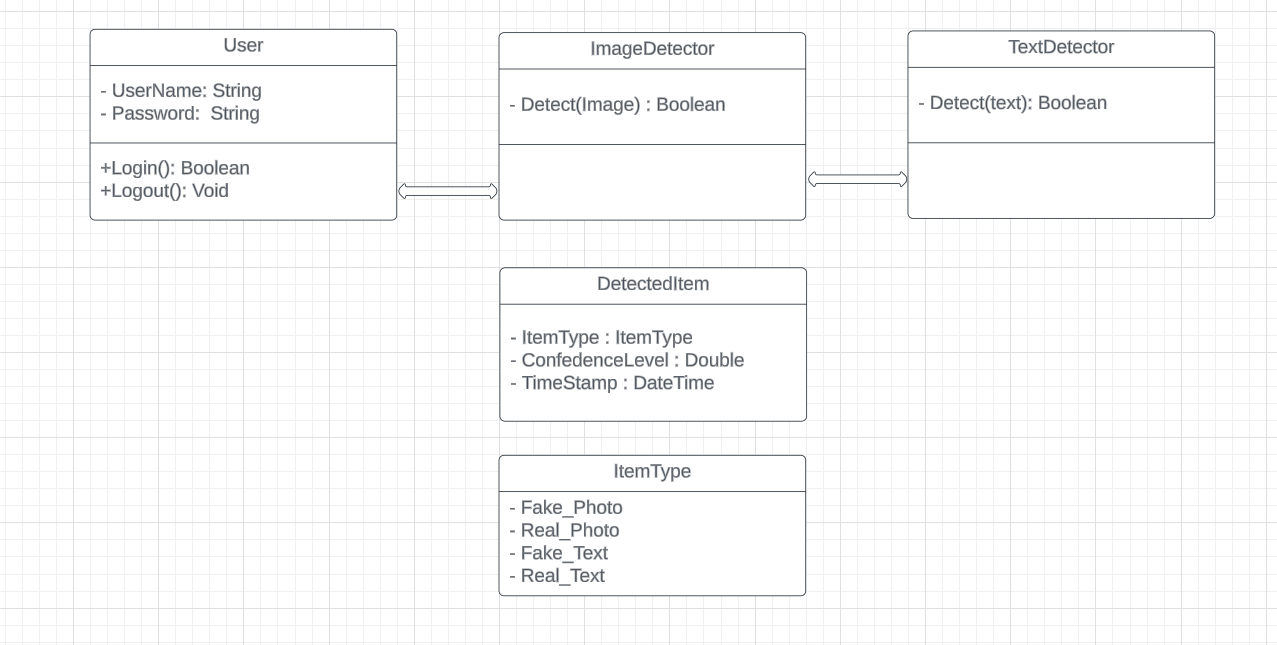 User
- UserName: String
- Password:  String
+Login(): Boolean
+Logout(): Void
ImageDetector
- Detect(Image) : Boolean
TextDetector
- Detect(text): Boolean
DetectedItem
- ItemType : ItemType
- ConfedenceLevel : Double
- TimeStamp : DateTime
ItemType
- Fake_Photo
- Real_Photo
- Fake_Text
- Real_Text